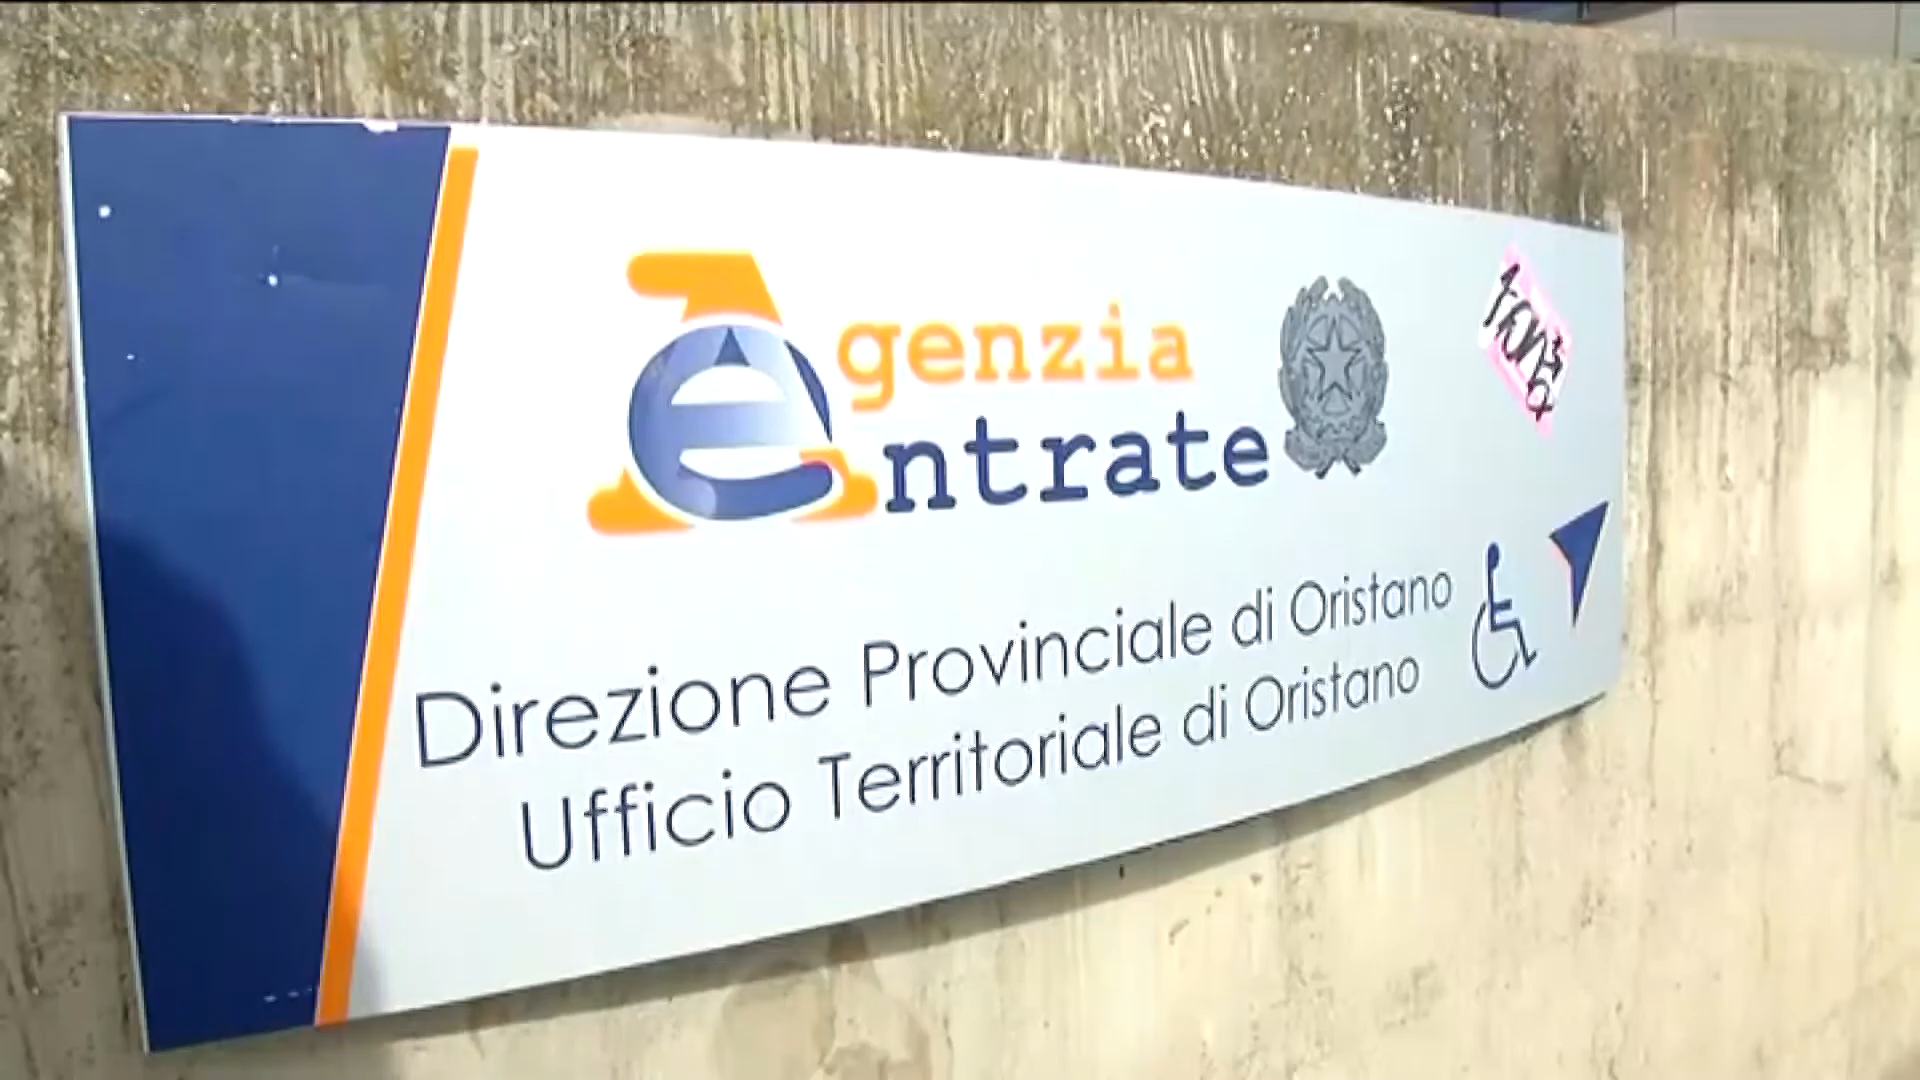 Agenzia
entrate
Direzione Provinciale di Oristano
Ufficio Territoriale di Oristano